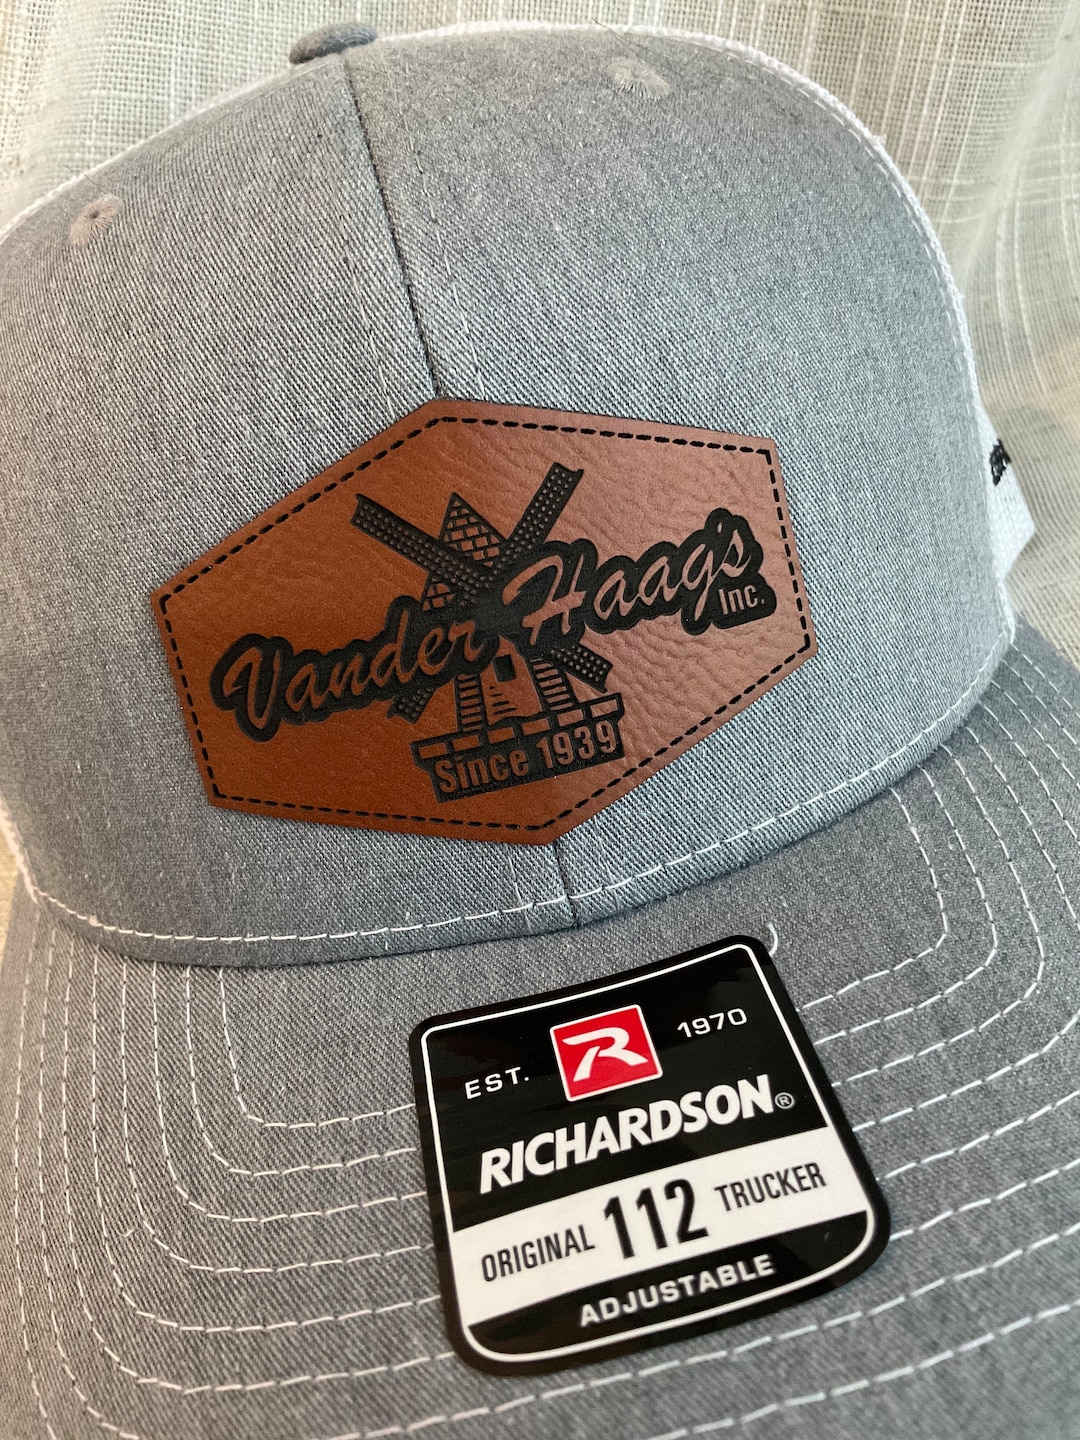 Vander Haag's
Inc.
Since 1939
EST. R 1970
RICHARDSON®
ORIGINAL 112 TRUCKER
ADJUSTABLE